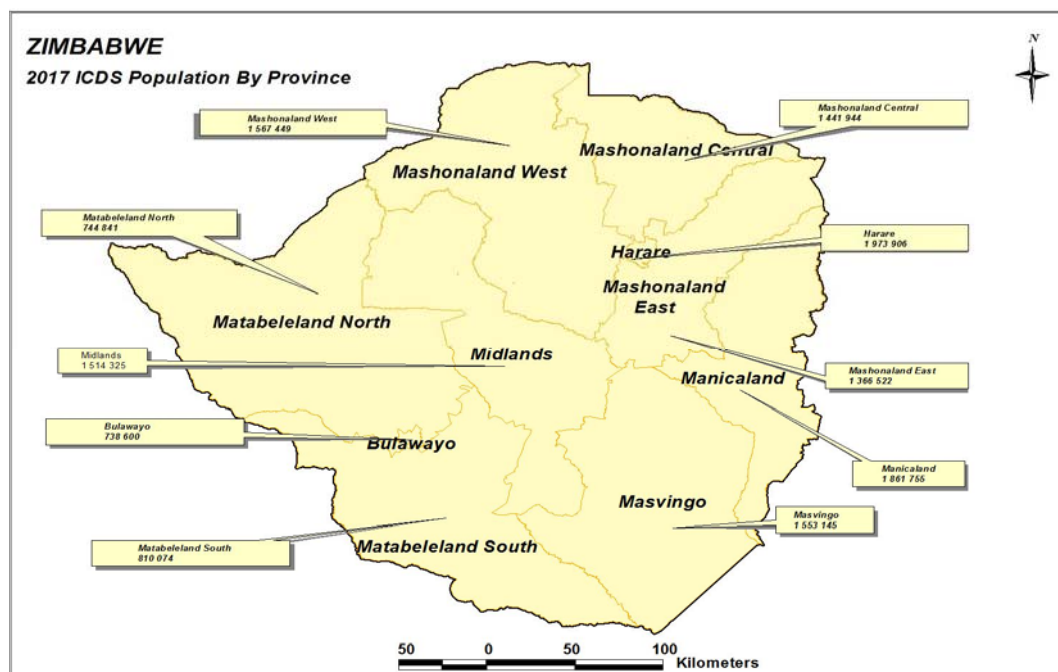 ZIMBABWE
2017 ICDS Population By Province
N
Mashonaland West
1 567 449
Mashonaland Central
1 441 944
Mashonaland Central
Mashonaland West
Matabeleland North
744 841
Harare
1 973 906
Harare
Mashonaland
East
Matabeleland North
Midlands
1 514 325
Midlands
Mashonaland East
1 366 522
Manicaland
Bulawayo
738 600
Bulawayo
Manicaland
1 861 755
Masvingo
Masvingo
1 553 145
Matabeleland South
810 074
Matabeleland South
50 0 50 100
Kilometers